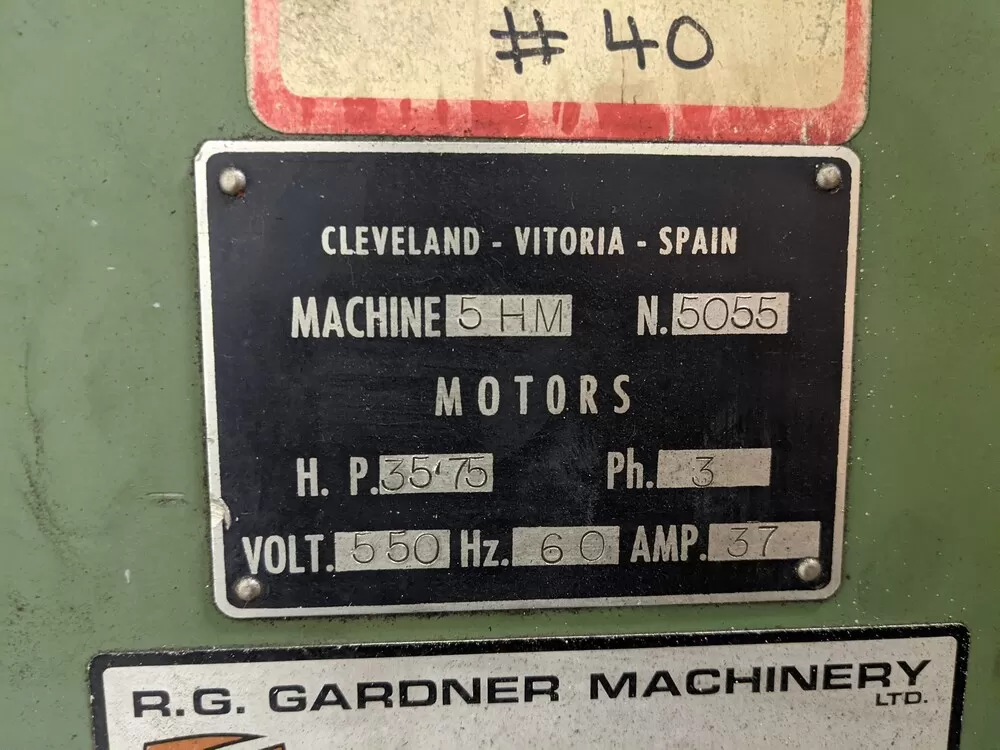 # 40
CLEVELAND - VITORIA - SPAIN
MACHINE 5 HM N. 5055
MOTORS
H. P. 35'75 Ph. 3
VOLT. 550 Hz. 60 AMP. 37
R.G. GARDNER MACHINERY LTD.